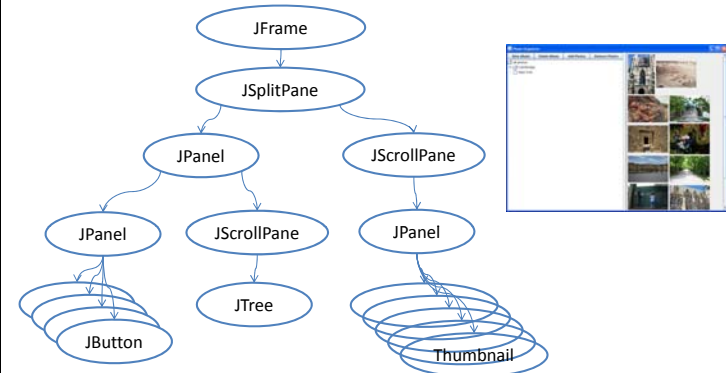 JFrame
JSplitPane
JPanel
JScrollPane
JPanel
JScrollPane
JPanel
JTree
JButton
Thumbnail